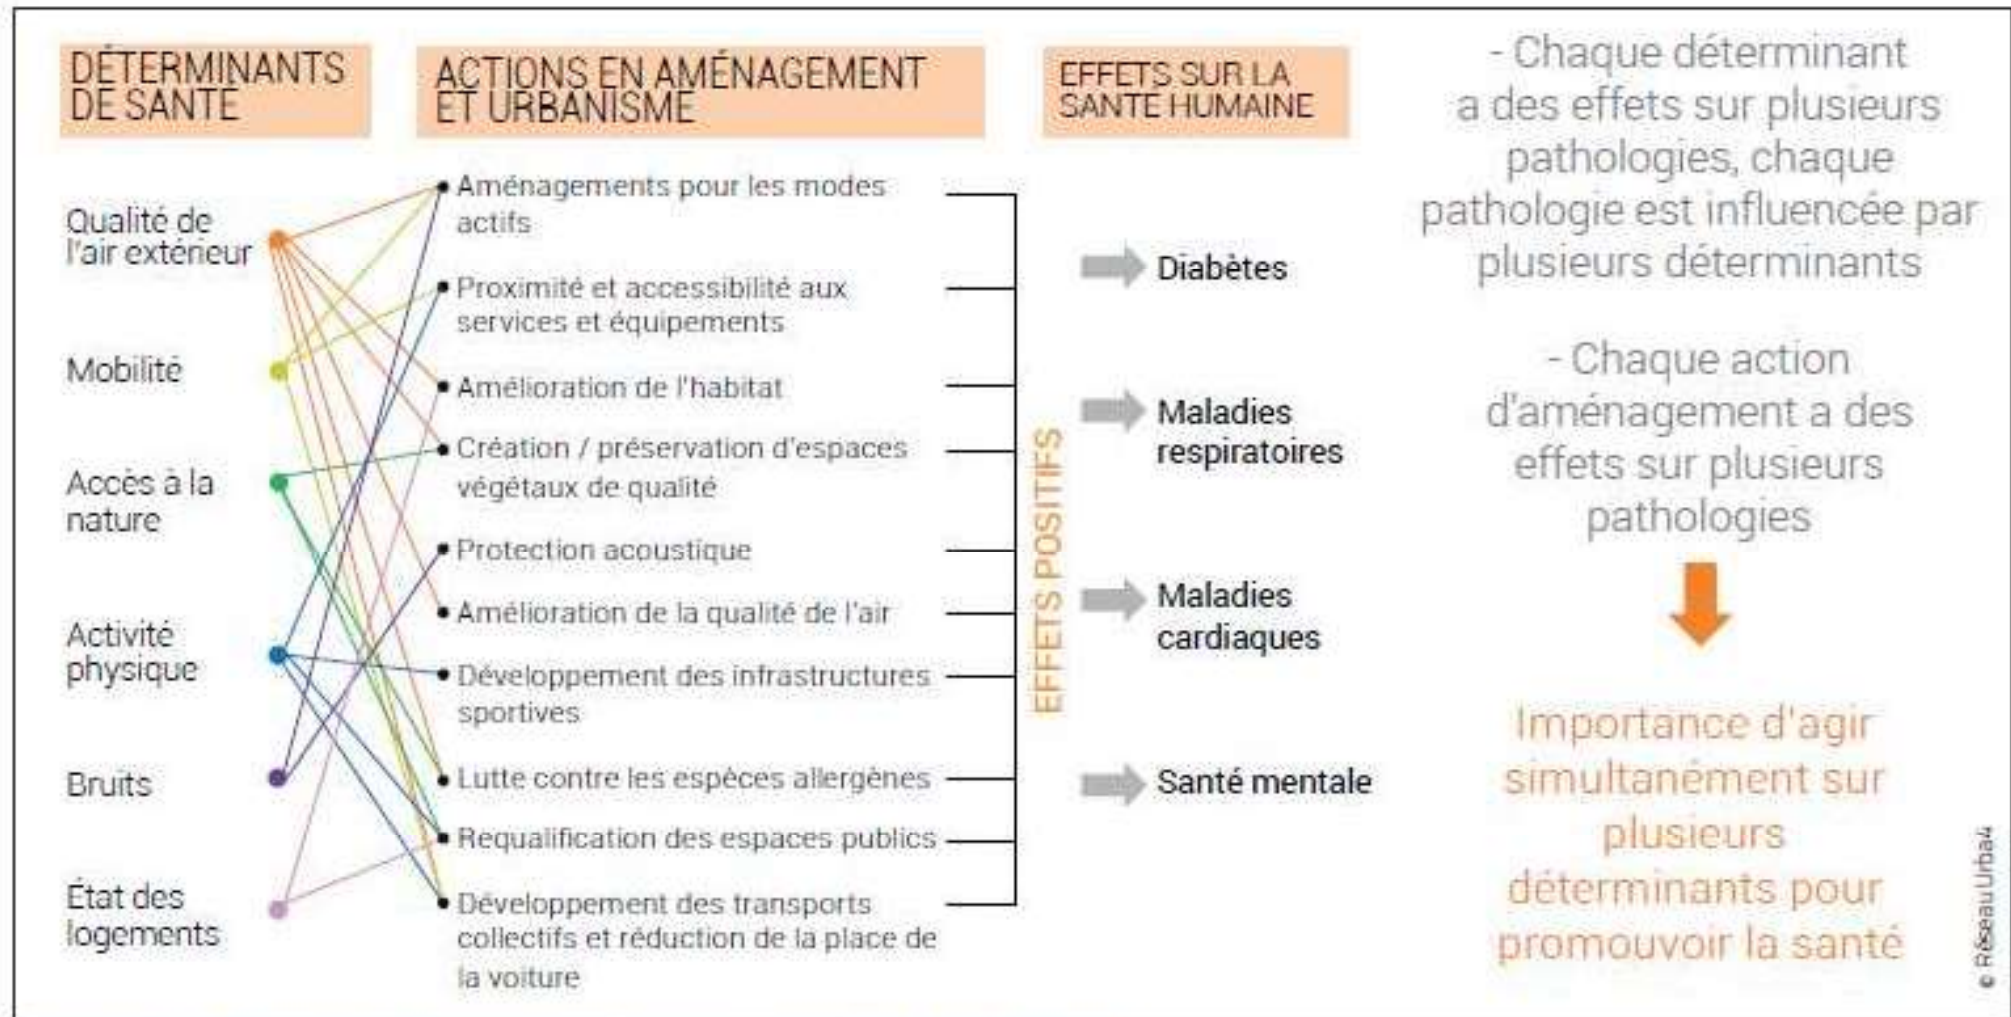 DÉTERMINANTS
DE SANTÉ
Qualité de
l'air extérieur
Mobilité
Accès à la
nature
Activité
physique
Bruits
État des
logements
ACTIONS EN AMÉNAGEMENT
ET URBANISME
Aménagements pour les modes
actifs
Proximité et accessibilité aux
services et équipements
Amélioration de l'habitat
Création / préservation d'espaces
végétaux de qualité
Protection acoustique
Amélioration de la qualité de l'air
Développement des infrastructures
sportives
Lutte contre les espèces allergènes
Requalification des espaces publics
Développement des transports
collectifs et réduction de la place de
la voiture
EFFETS POSITIFS
EFFETS SUR LA
SANTÉ HUMAINE
Diabètes
Maladies
respiratoires
Maladies
cardiaques
Santé mentale
- Chaque déterminant
a des effets sur plusieurs
pathologies, chaque
pathologie est influencée par
plusieurs déterminants
- Chaque action
d'aménagement a des
effets sur plusieurs
pathologies
Importance d'agir
simultanément sur
plusieurs
déterminants pour
promouvoir la santé
© RéseauUrba4